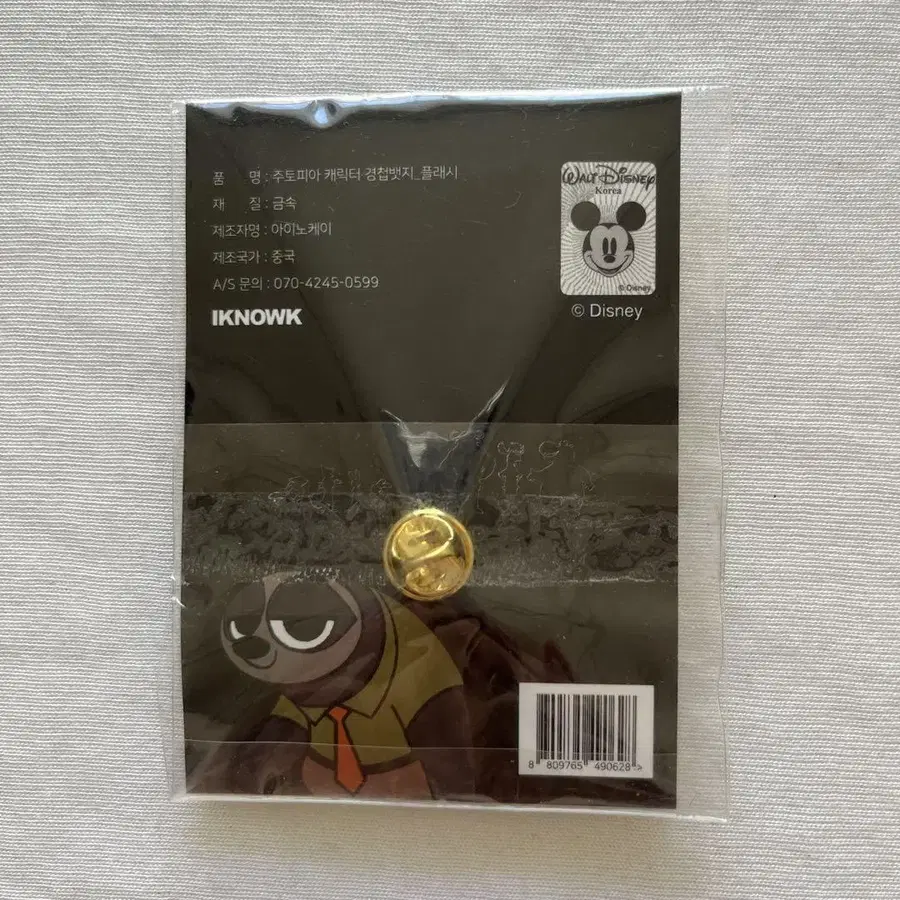 품 명 : 주토피아 캐릭터 경첩뱃지_플래시
재 질 : 금속
제조자명 : 아이노케이
제조국가 : 중국
A/S 문의 : 070-4245-0599
IKNOWK
WALT DISNEY
Korea
© Disney
© Disney
8 809765 490628 >